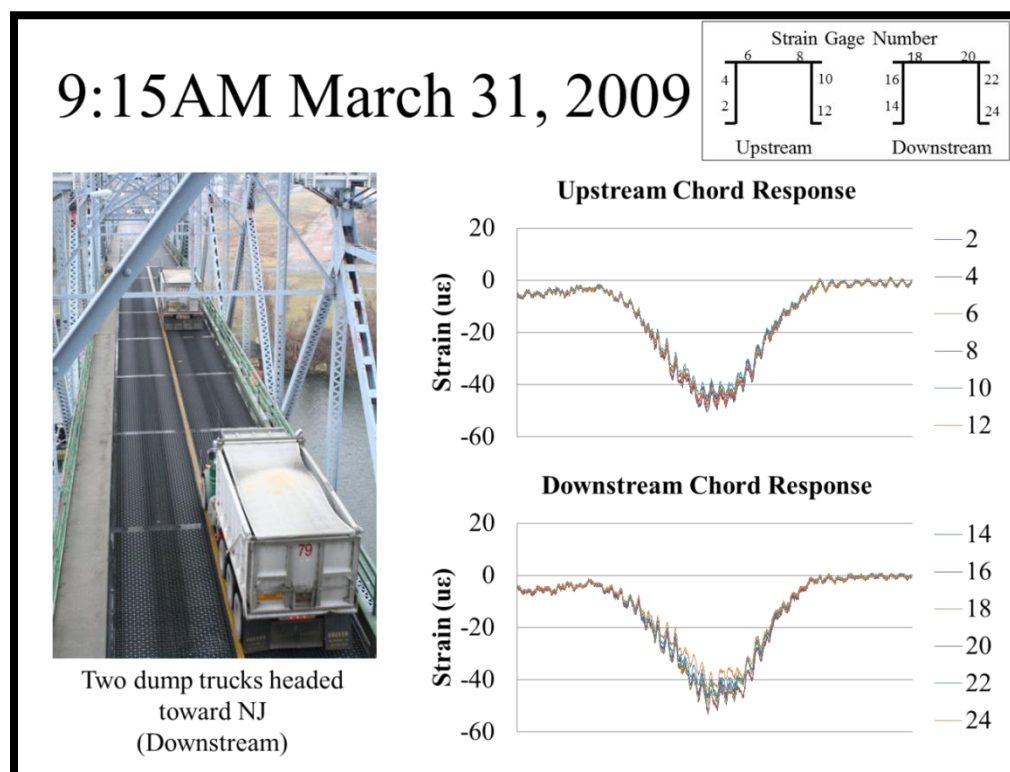 9:15AM March 31, 2009
Strain Gage Number
6 8 18 20
4 10 16 22
2 12 14 24
Upstream Downstream
79
Two dump trucks headed
toward NJ
(Downstream)
Upstream Chord Response
Strain (uε)
20
0
-20
-40
-60
2
4
6
8
10
12
Downstream Chord Response
Strain (uε)
20
0
-20
-40
-60
14
16
18
20
22
24